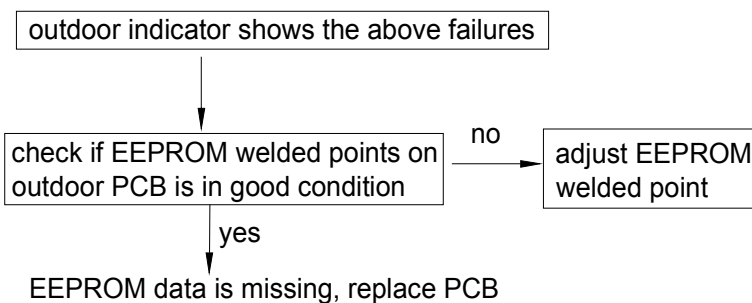 outdoor indicator shows the above failures
check if EEPROM welded points on
outdoor PCB is in good condition
no
adjust EEPROM
welded point
yes
EEPROM data is missing, replace PCB